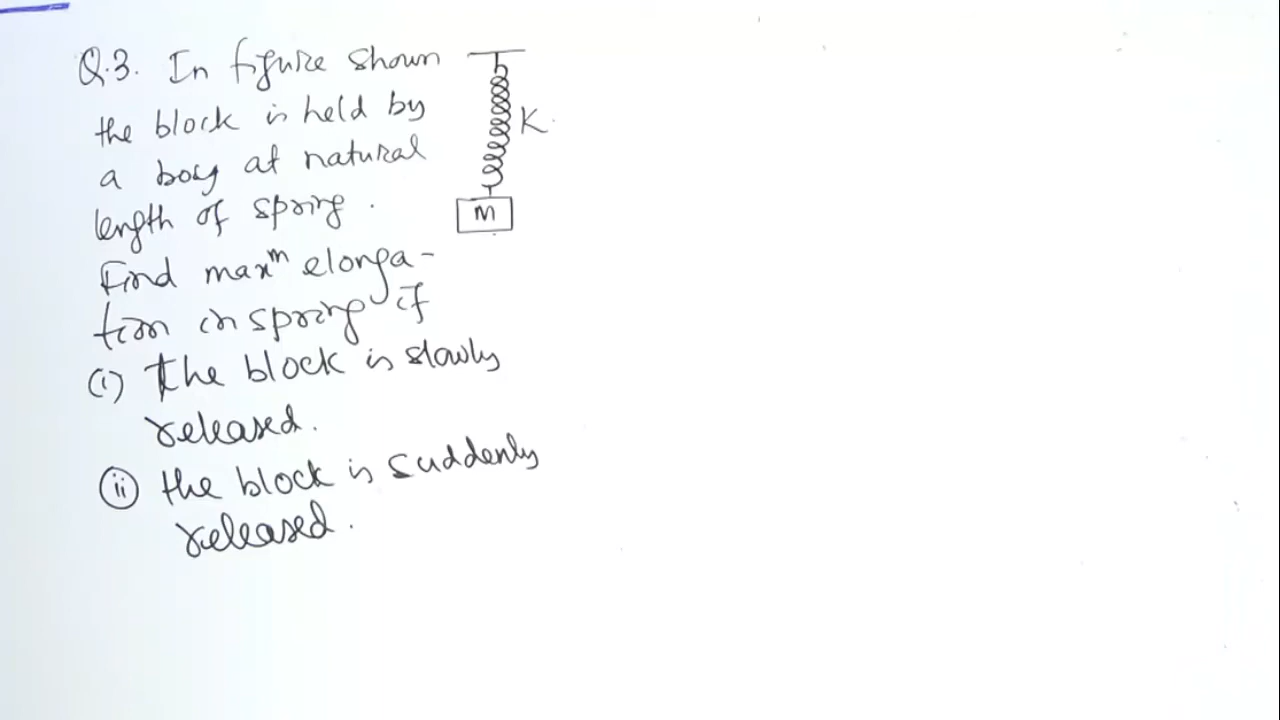 Q.3. In figure shown
the block is held by
a boy at natural
length of spring.
Find maxᵐ elonga-
tion in spring if
(i) the block is slowly
released.
(ii) the block is suddenly
released.
K
m